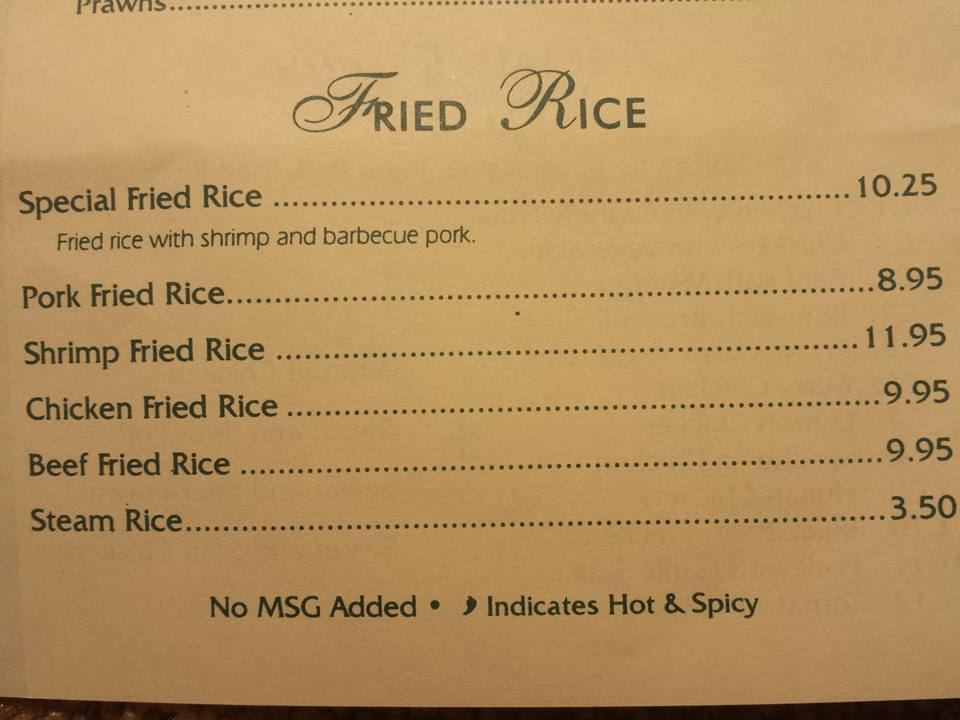 Prawns..........
FRIED RICE
Special Fried Rice ..........10.25
Fried rice with shrimp and barbecue pork.
Pork Fried Rice..........8.95
Shrimp Fried Rice ..........11.95
Chicken Fried Rice ..........9.95
Beef Fried Rice ..........9.95
Steam Rice..........3.50
No MSG Added • Indicates Hot & Spicy